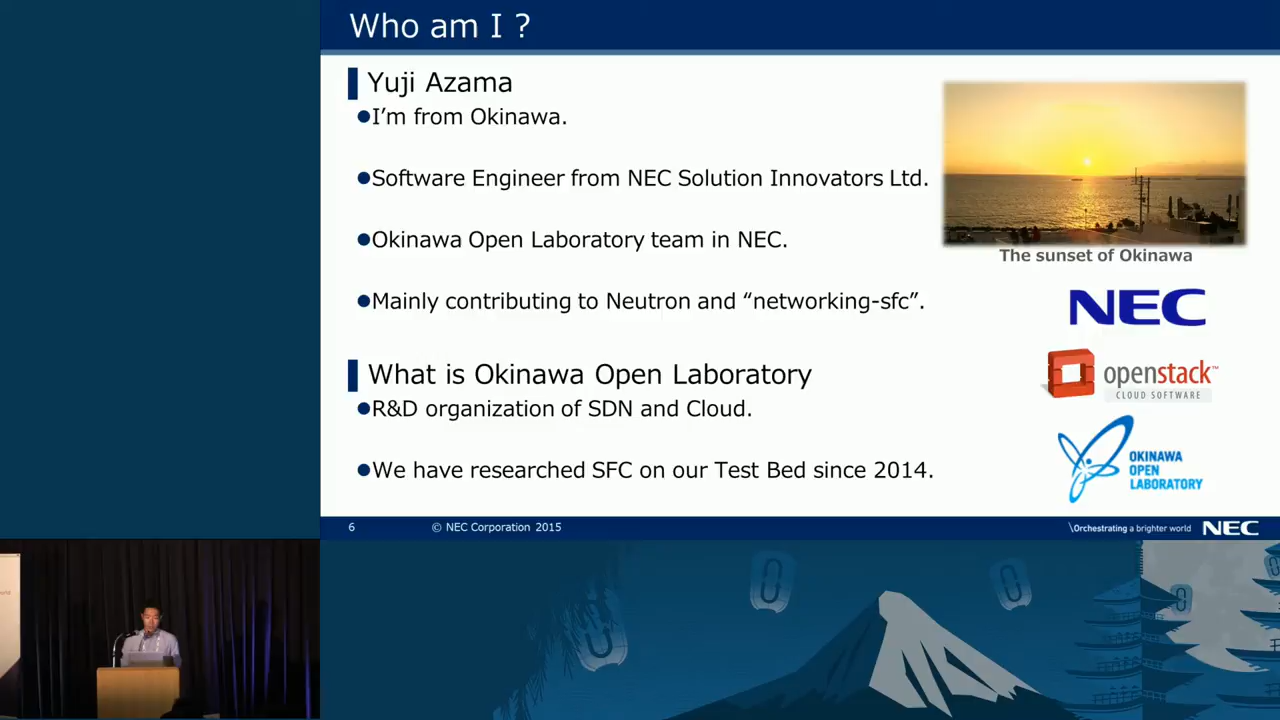 Who am I ?
Yuji Azama
●I’m from Okinawa.
●Software Engineer from NEC Solution Innovators Ltd.
●Okinawa Open Laboratory team in NEC.
●Mainly contributing to Neutron and “networking-sfc”.
The sunset of Okinawa
NEC
openstack™
CLOUD SOFTWARE
What is Okinawa Open Laboratory
●R&D organization of SDN and Cloud.
●We have researched SFC on our Test Bed since 2014.
OKINAWA
OPEN
LABORATORY
6
© NEC Corporation 2015
\Orchestrating a brighter world
NEC